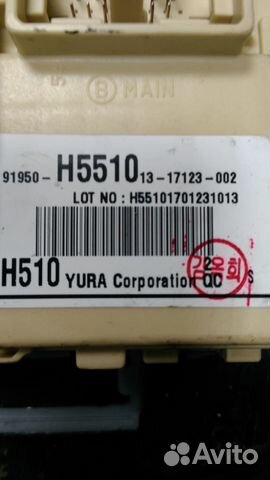 B MAIN
91950-H5510 13-17123-002
LOT NO : H55101701231013
H510 YURA Corporation QC S
Avito